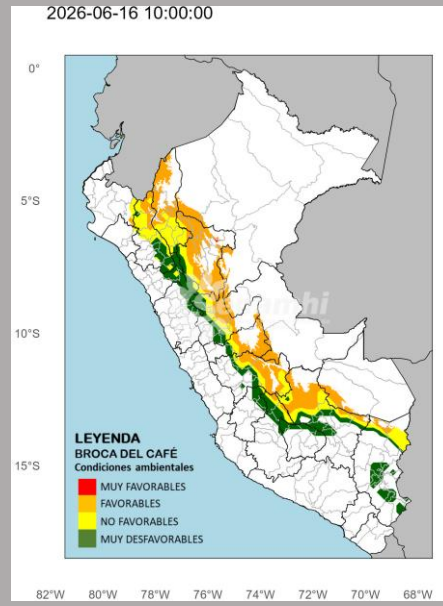 2026-06-16 10:00:00
0°
5°S
10°S
15°S
senamhi
LEYENDA
BROCA DEL CAFÉ
Condiciones ambientales
MUY FAVORABLES
FAVORABLES
NO FAVORABLES
MUY DESFAVORABLES
82°W 80°W 78°W 76°W 74°W 72°W 70°W 68°W